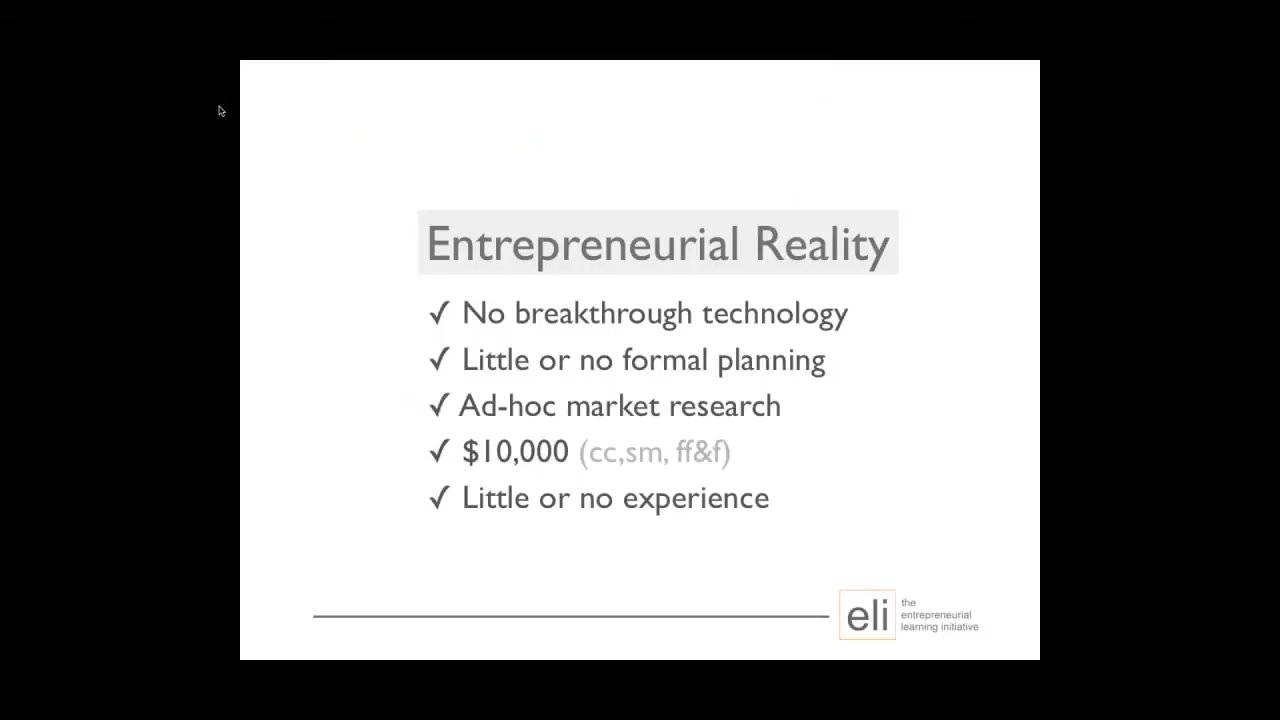 Entrepreneurial Reality
✓ No breakthrough technology
✓ Little or no formal planning
✓ Ad-hoc market research
✓ $10,000 (cc,sm, ff&f)
✓ Little or no experience
eli
the
entrepreneurial
learning initiative